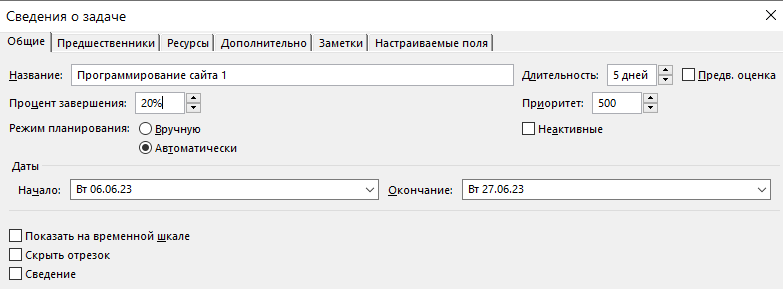 Сведения о задаче
Общие Предшественники Ресурсы Дополнительно Заметки Настраиваемые поля
Название: Программирование сайта 1 Длительность: 5 дней Предв. оценка
Процент завершения: 20% Приоритет: 500
Режим планирования: Вручную Неактивные
Автоматически
Даты
Начало: Вт 06.06.23 Окончание: Вт 27.06.23
Показать на временной шкале
Скрыть отрезок
Сведение